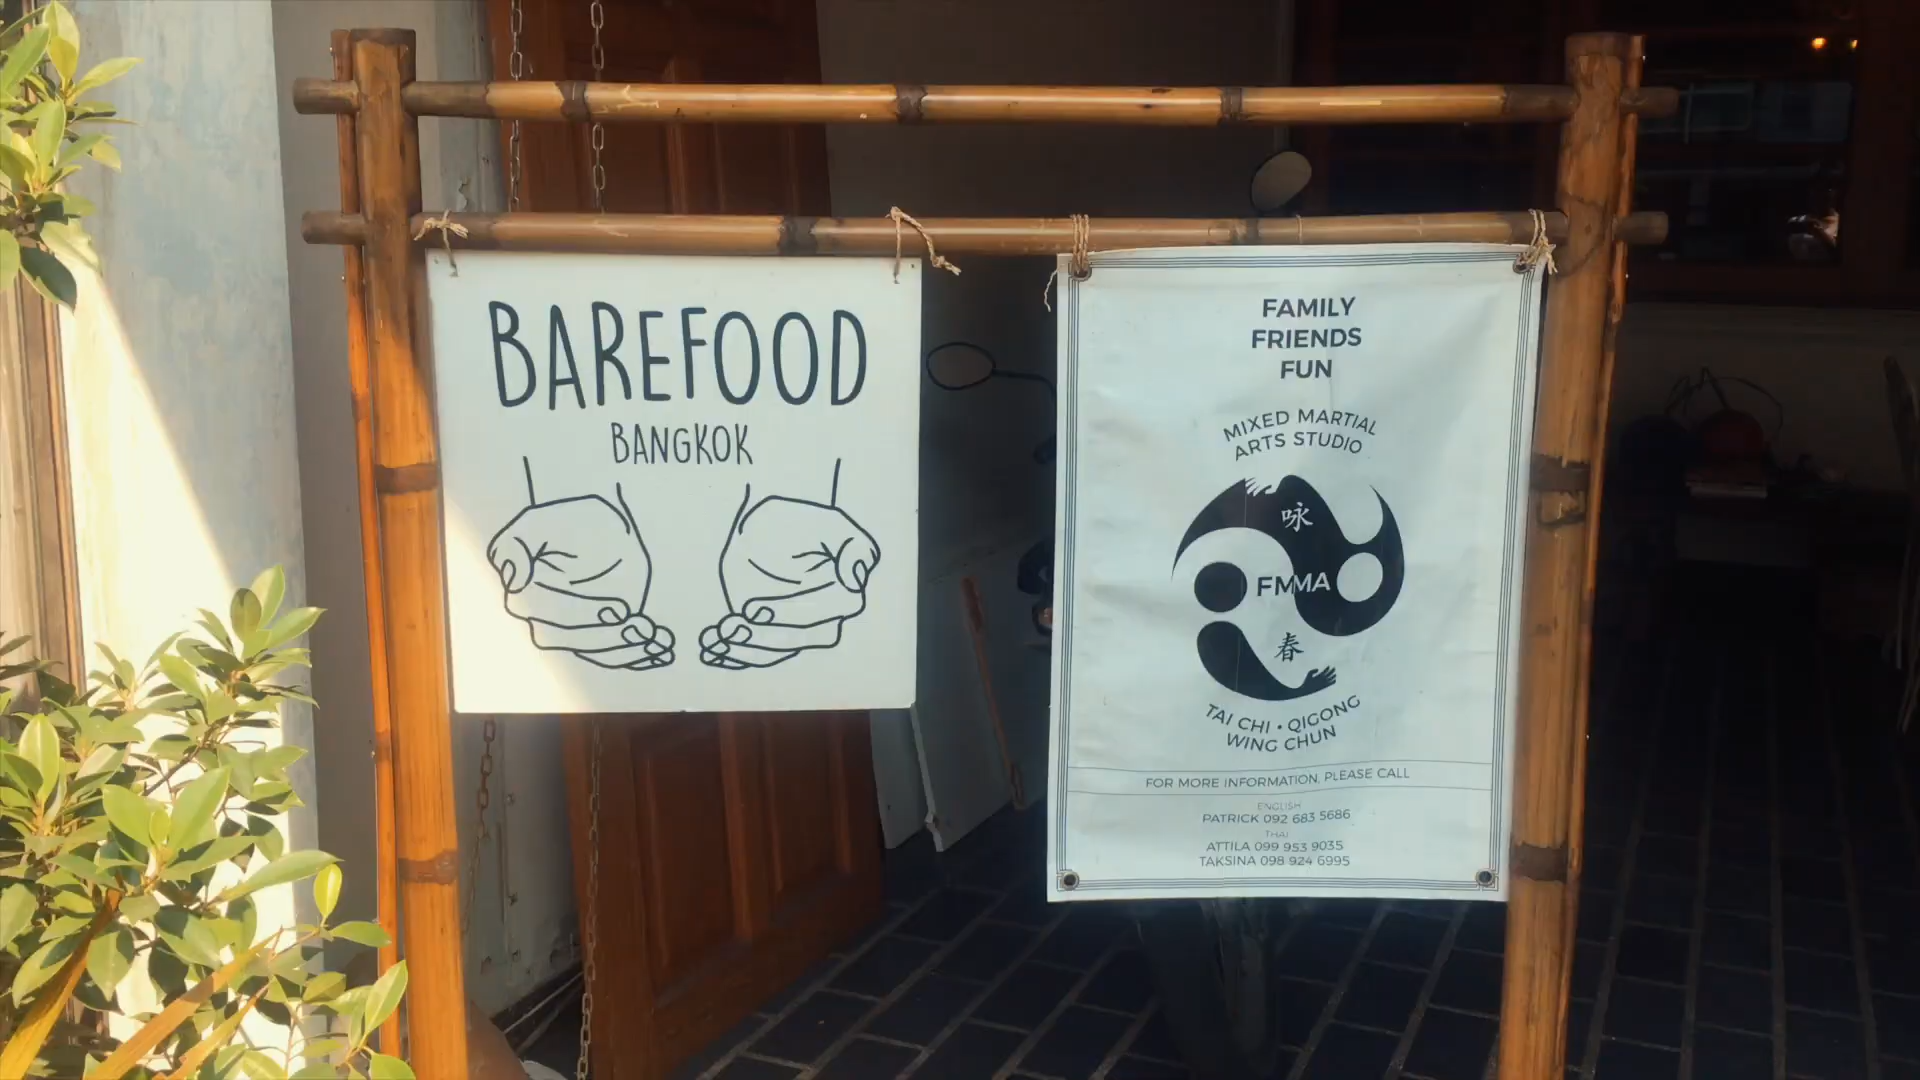 BAREFOOD
BANGKOK
FAMILY
FRIENDS
FUN
MIXED MARTIAL
ARTS STUDIO
咏
FMMA
春
TAI CHI • QIGONG
WING CHUN
FOR MORE INFORMATION, PLEASE CALL
ENGLISH
PATRICK 092 683 5686
THAI
ATTILA 099 953 9035
TAKSINA 098 924 6995